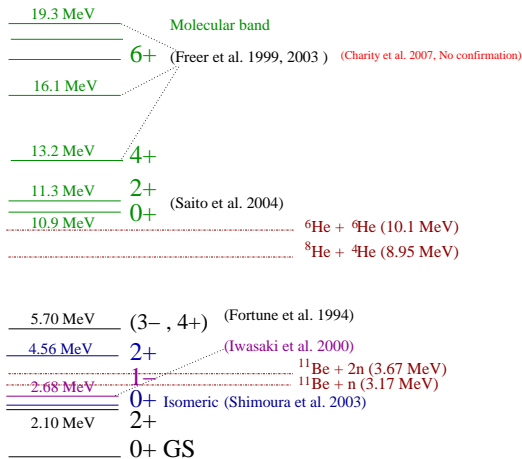 19.3 MeV
Molecular band
6+ (Freer et al. 1999, 2003 ) (Charity et al. 2007, No confirmation)
16.1 MeV
13.2 MeV 4+
11.3 MeV 2+
(Saito et al. 2004)
10.9 MeV 0+
⁶He + ⁶He (10.1 MeV)
⁸He + ⁴He (8.95 MeV)
5.70 MeV (3− , 4+) (Fortune et al. 1994)
4.56 MeV 2+ (Iwasaki et al. 2000)
¹¹Be + 2n (3.67 MeV)
2.68 MeV 1− ¹¹Be + n (3.17 MeV)
0+ Isomeric (Shimoura et al. 2003)
2.10 MeV 2+
0+ GS